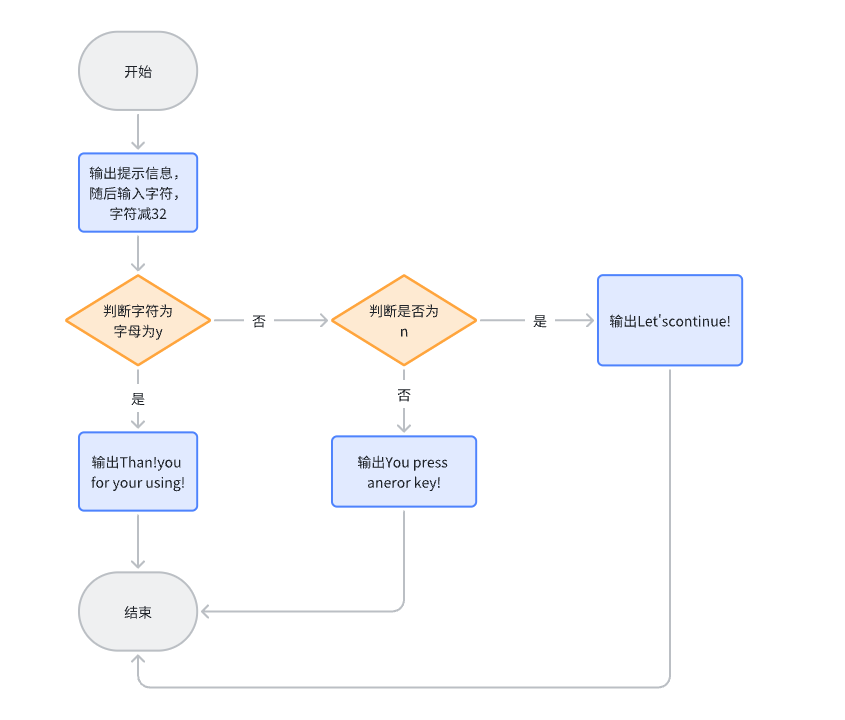 开始
输出提示信息，
随后输入字符，
字符减32
判断字符为
字母为y
否
判断是否为
n
是
输出Let'scontinue!
是
否
输出Than!you
for your using!
输出You press
aneror key!
结束